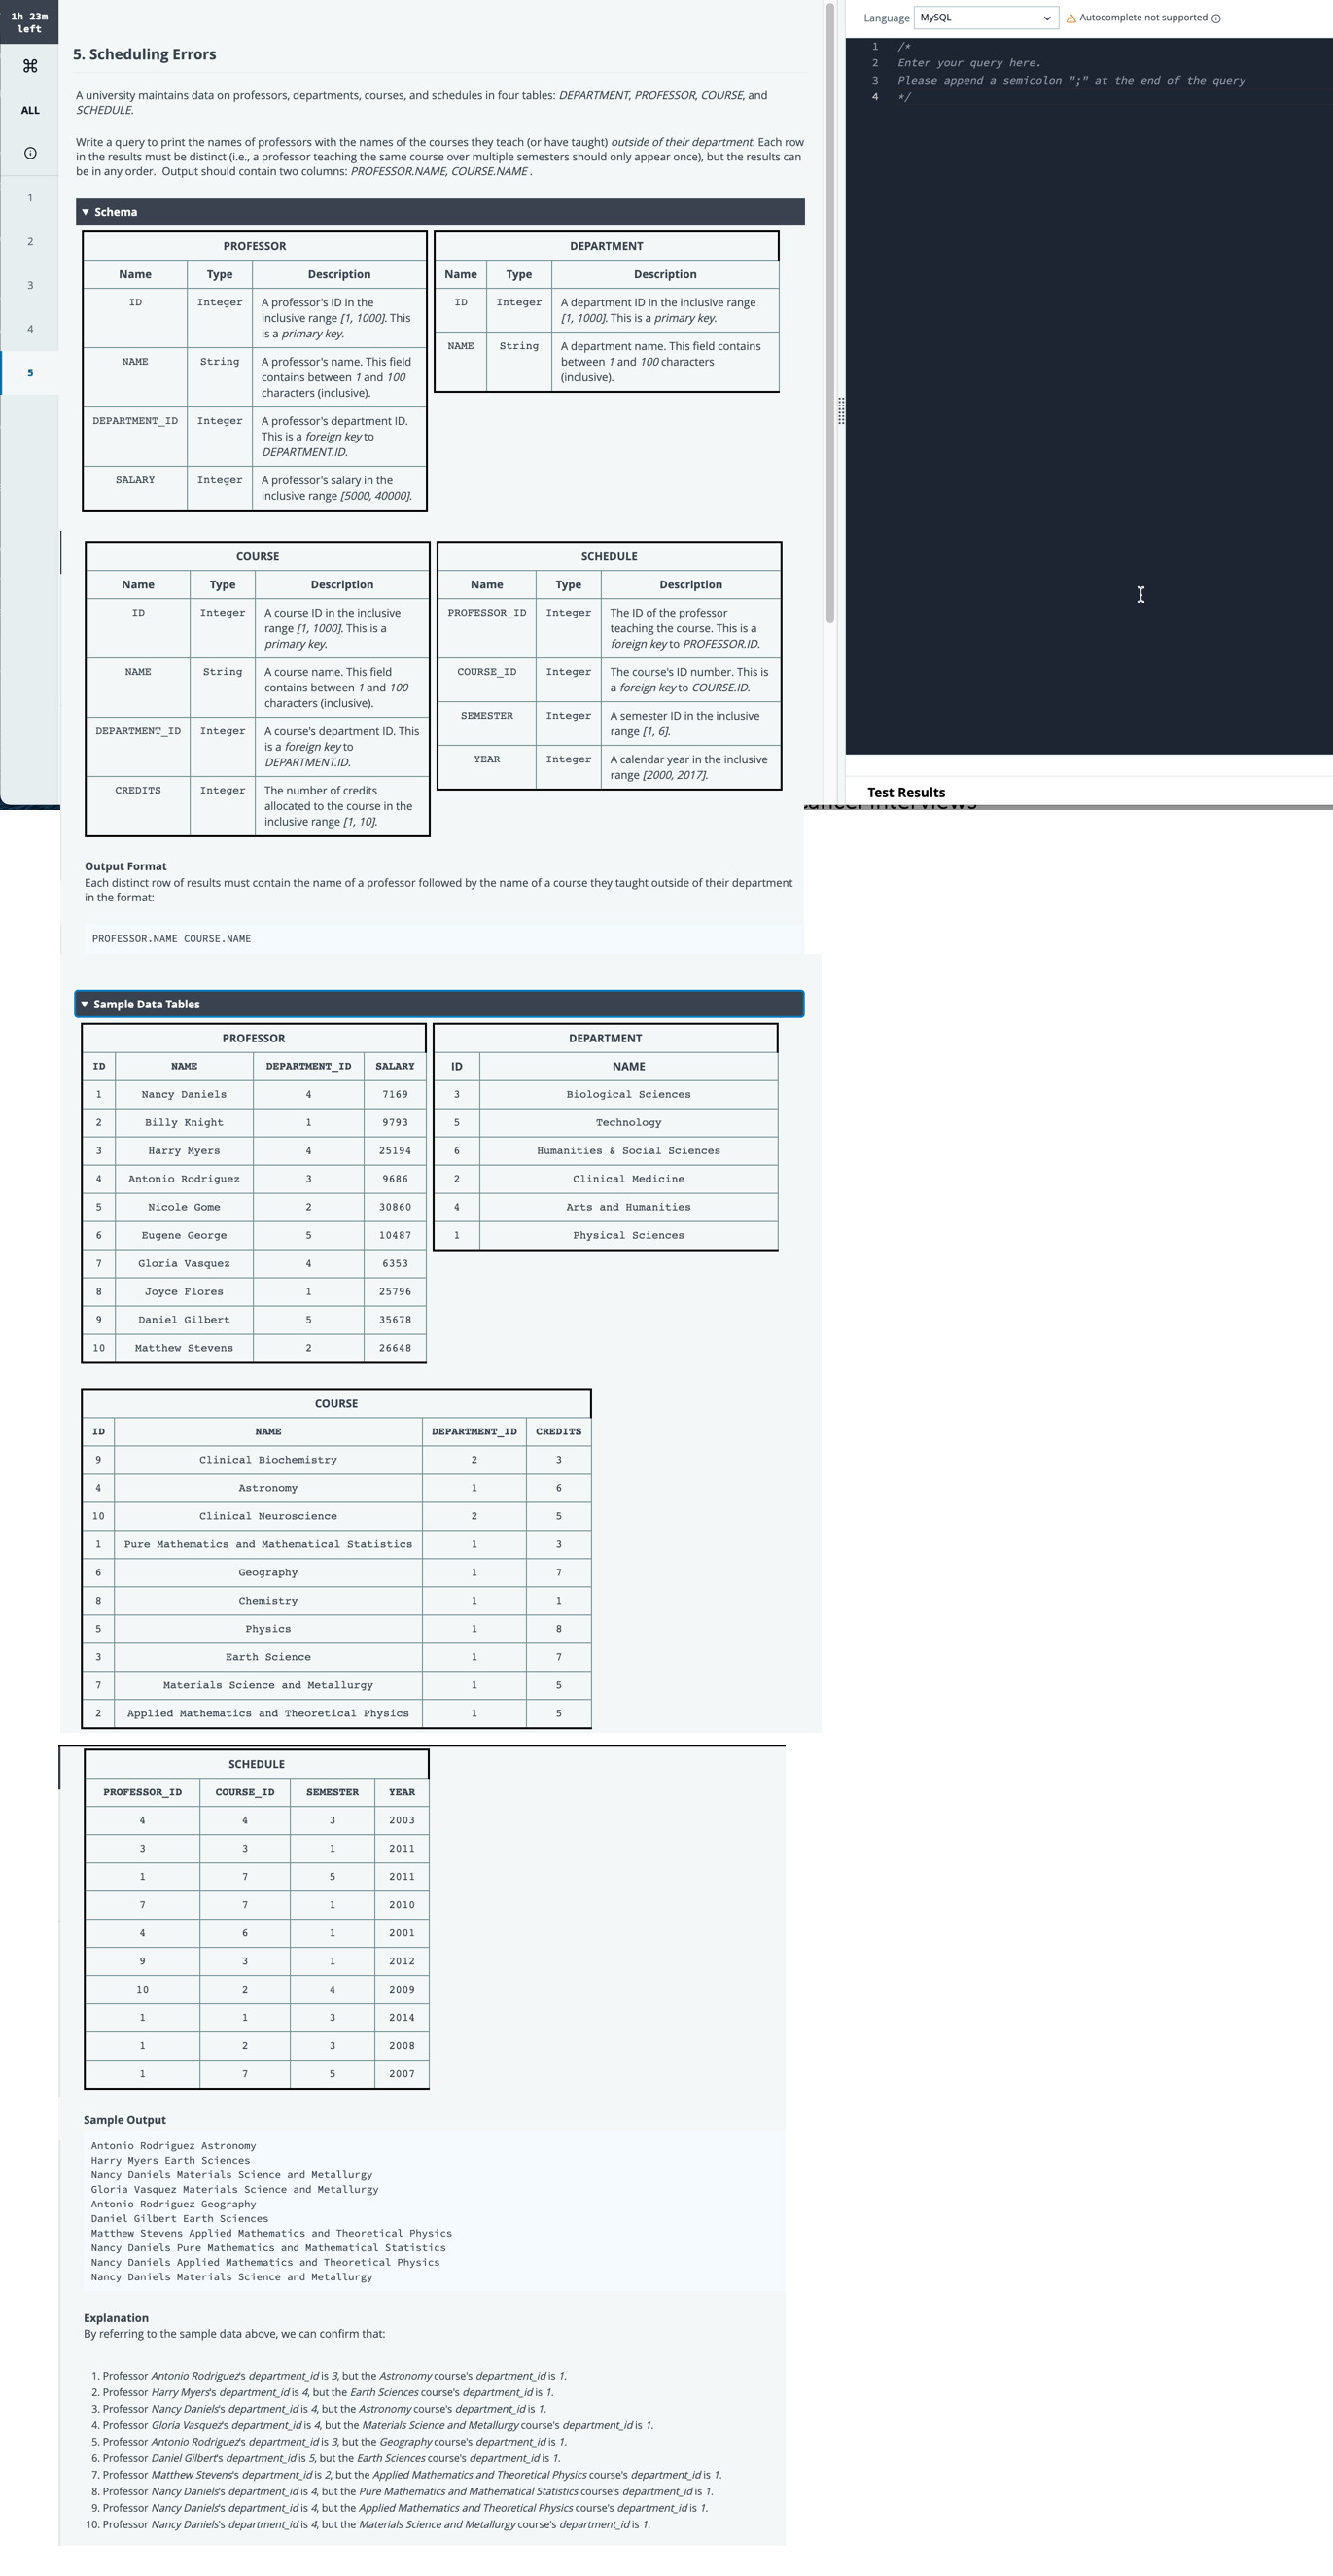 1h 23m
left
ALL
1
2
3
4
5
5. Scheduling Errors
A university maintains data on professors, departments, courses, and schedules in four tables: DEPARTMENT, PROFESSOR, COURSE, and
SCHEDULE.
Write a query to print the names of professors with the names of the courses they teach (or have taught) outside of their department. Each row
in the results must be distinct (i.e., a professor teaching the same course over multiple semesters should only appear once), but the results can
be in any order. Output should contain two columns: PROFESSOR.NAME, COURSE.NAME .
Schema
PROFESSOR
Name Type Description
ID Integer A professor's ID in the
inclusive range [1, 1000]. This
is a primary key.
NAME String A professor's name. This field
contains between 1 and 100
characters (inclusive).
DEPARTMENT_ID Integer A professor's department ID.
This is a foreign key to
DEPARTMENT.ID.
SALARY Integer A professor's salary in the
inclusive range [5000, 40000].
DEPARTMENT
Name Type Description
ID Integer A department ID in the inclusive range
[1, 1000]. This is a primary key.
NAME String A department name. This field contains
between 1 and 100 characters
(inclusive).
COURSE
Name Type Description
ID Integer A course ID in the inclusive
range [1, 1000]. This is a
primary key.
NAME String A course name. This field
contains between 1 and 100
characters (inclusive).
DEPARTMENT_ID Integer A course's department ID. This
is a foreign key to
DEPARTMENT.ID.
CREDITS Integer The number of credits
allocated to the course in the
inclusive range [1, 10].
SCHEDULE
Name Type Description
PROFESSOR_ID Integer The ID of the professor
teaching the course. This is a
foreign key to PROFESSOR.ID.
COURSE_ID Integer The course's ID number. This is
a foreign key to COURSE.ID.
SEMESTER Integer A semester ID in the inclusive
range [1, 6].
YEAR Integer A calendar year in the inclusive
range [2000, 2017].
Output Format
Each distinct row of results must contain the name of a professor followed by the name of a course they taught outside of their department
in the format:
PROFESSOR.NAME COURSE.NAME
Sample Data Tables
PROFESSOR
ID NAME DEPARTMENT_ID SALARY
1 Nancy Daniels 4 7169
2 Billy Knight 1 9793
3 Harry Myers 4 25194
4 Antonio Rodriguez 3 9686
5 Nicole Gome 2 30860
6 Eugene George 5 10487
7 Gloria Vasquez 4 6353
8 Joyce Flores 1 25796
9 Daniel Gilbert 5 35678
10 Matthew Stevens 2 26648
DEPARTMENT
ID NAME
3 Biological Sciences
5 Technology
6 Humanities & Social Sciences
2 Clinical Medicine
4 Arts and Humanities
1 Physical Sciences
COURSE
ID NAME DEPARTMENT_ID CREDITS
9 Clinical Biochemistry 2 3
4 Astronomy 1 6
10 Clinical Neuroscience 2 5
1 Pure Mathematics and Mathematical Statistics 1 3
6 Geography 1 7
8 Chemistry 1 1
5 Physics 1 8
3 Earth Science 1 7
7 Materials Science and Metallurgy 1 5
2 Applied Mathematics and Theoretical Physics 1 5
SCHEDULE
PROFESSOR_ID COURSE_ID SEMESTER YEAR
4 4 3 2003
3 3 1 2011
1 7 5 2011
7 7 1 2010
4 6 1 2001
9 3 1 2012
10 2 4 2009
1 1 3 2014
1 2 3 2008
1 7 5 2007
Sample Output
Antonio Rodriguez Astronomy
Harry Myers Earth Sciences
Nancy Daniels Materials Science and Metallurgy
Gloria Vasquez Materials Science and Metallurgy
Antonio Rodriguez Geography
Daniel Gilbert Earth Sciences
Matthew Stevens Applied Mathematics and Theoretical Physics
Nancy Daniels Pure Mathematics and Mathematical Statistics
Nancy Daniels Applied Mathematics and Theoretical Physics
Nancy Daniels Materials Science and Metallurgy
Explanation
By referring to the sample data above, we can confirm that:
1. Professor Antonio Rodriguez's department_id is 3, but the Astronomy course's department_id is 1.
2. Professor Harry Myers's department_id is 4, but the Earth Sciences course's department_id is 1.
3. Professor Nancy Daniels's department_id is 4, but the Astronomy course's department_id is 1.
4. Professor Gloria Vasquez's department_id is 4, but the Materials Science and Metallurgy course's department_id is 1.
5. Professor Antonio Rodriguez's department_id is 3, but the Geography course's department_id is 1.
6. Professor Daniel Gilbert's department_id is 5, but the Earth Sciences course's department_id is 1.
7. Professor Matthew Stevens's department_id is 2, but the Applied Mathematics and Theoretical Physics course's department_id is 1.
8. Professor Nancy Daniels's department_id is 4, but the Pure Mathematics and Mathematical Statistics course's department_id is 1.
9. Professor Nancy Daniels's department_id is 4, but the Applied Mathematics and Theoretical Physics course's department_id is 1.
10. Professor Nancy Daniels's department_id is 4, but the Materials Science and Metallurgy course's department_id is 1.
Language MySQL Autocomplete not supported
1 /*
2 Enter your query here.
3 Please append a semicolon ";" at the end of the query
4 */
Test Results